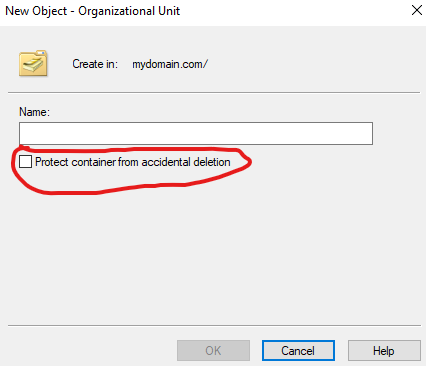 New Object - Organizational Unit
Create in: mydomain.com/
Name:
Protect container from accidental deletion
OK Cancel Help